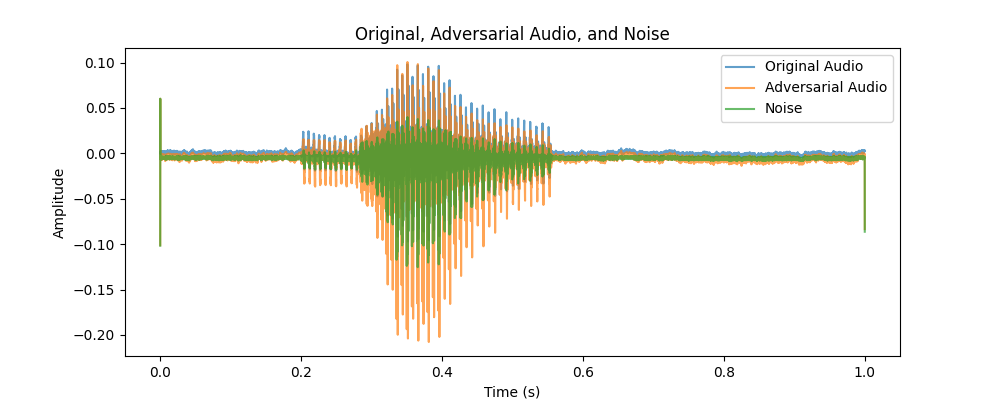 Original, Adversarial Audio, and Noise
Original Audio
Adversarial Audio
Noise
Amplitude
0.10
0.05
0.00
−0.05
−0.10
−0.15
−0.20
0.0
0.2
0.4
0.6
0.8
1.0
Time (s)